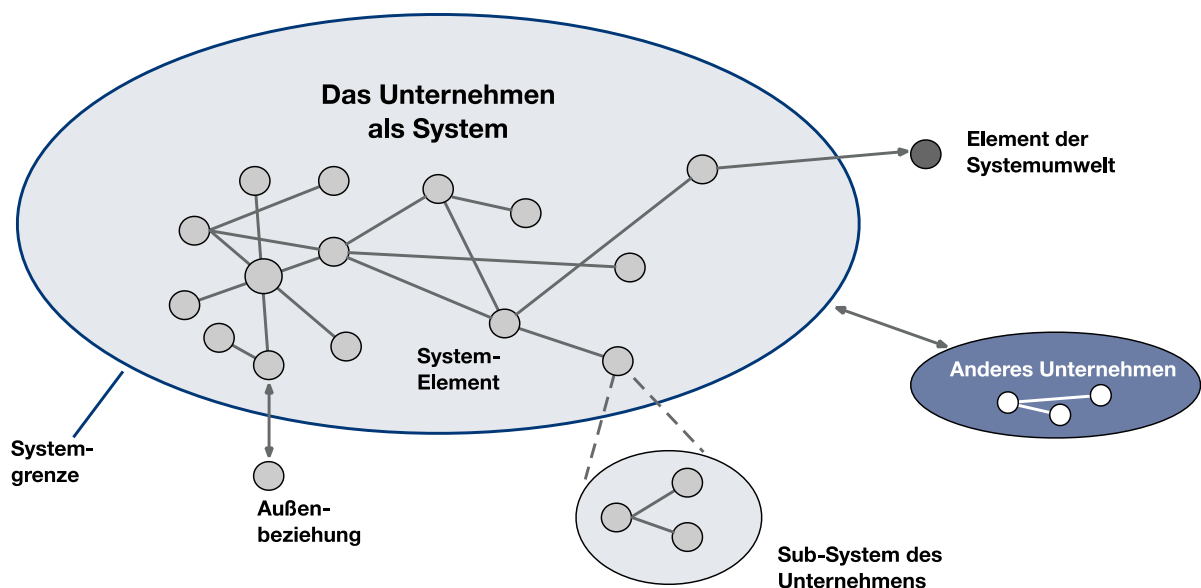 Das Unternehmen
als System
Element der
Systemumwelt
System-
Element
Anderes Unternehmen
System-
grenze
Außen-
beziehung
Sub-System des
Unternehmens